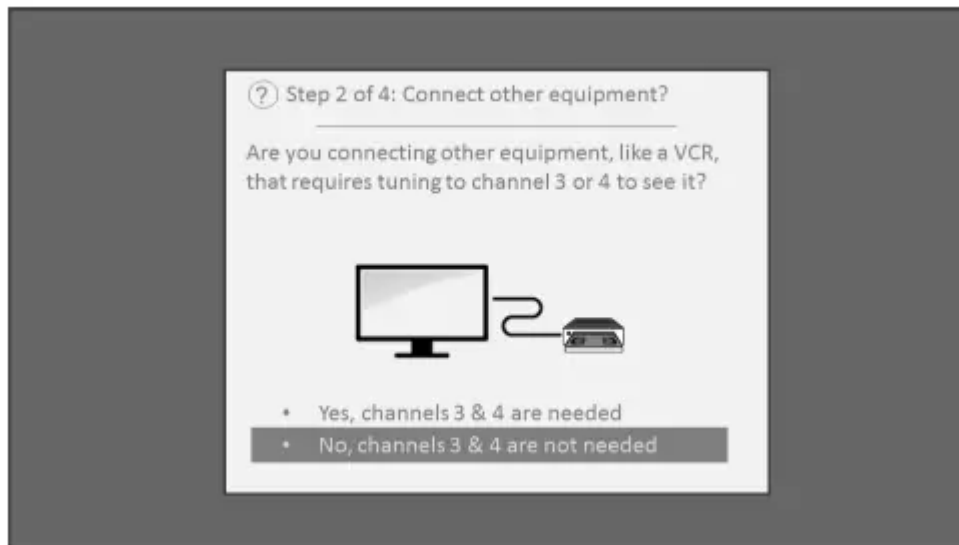 ? Step 2 of 4: Connect other equipment?
Are you connecting other equipment, like a VCR,
that requires tuning to channel 3 or 4 to see it?
• Yes, channels 3 & 4 are needed
• No, channels 3 & 4 are not needed